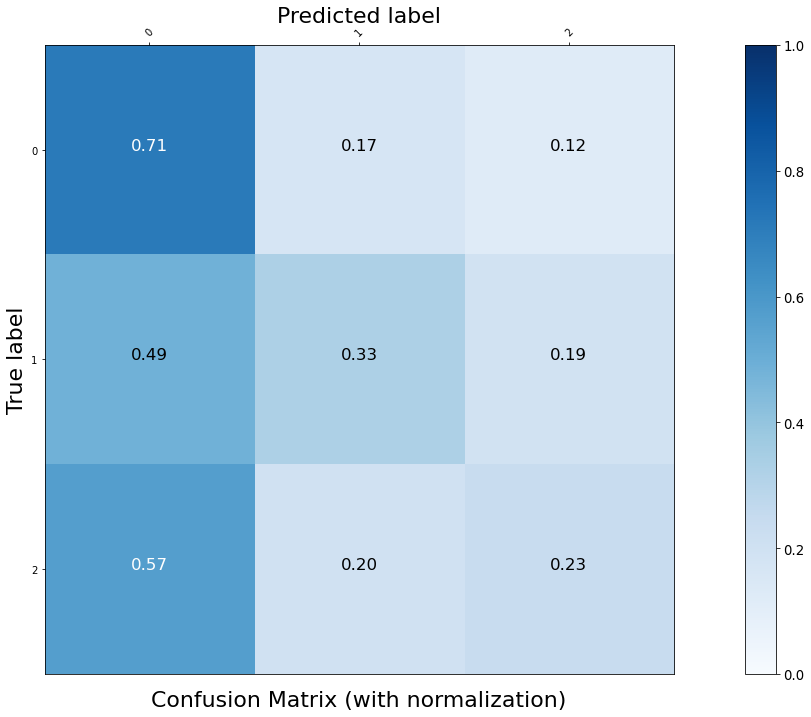 Predicted label
0 1 2
1.0
0 0.71 0.17 0.12
0.8
0.6
True label
1 0.49 0.33 0.19
0.4
0.2
2 0.57 0.20 0.23
0.0
Confusion Matrix (with normalization)